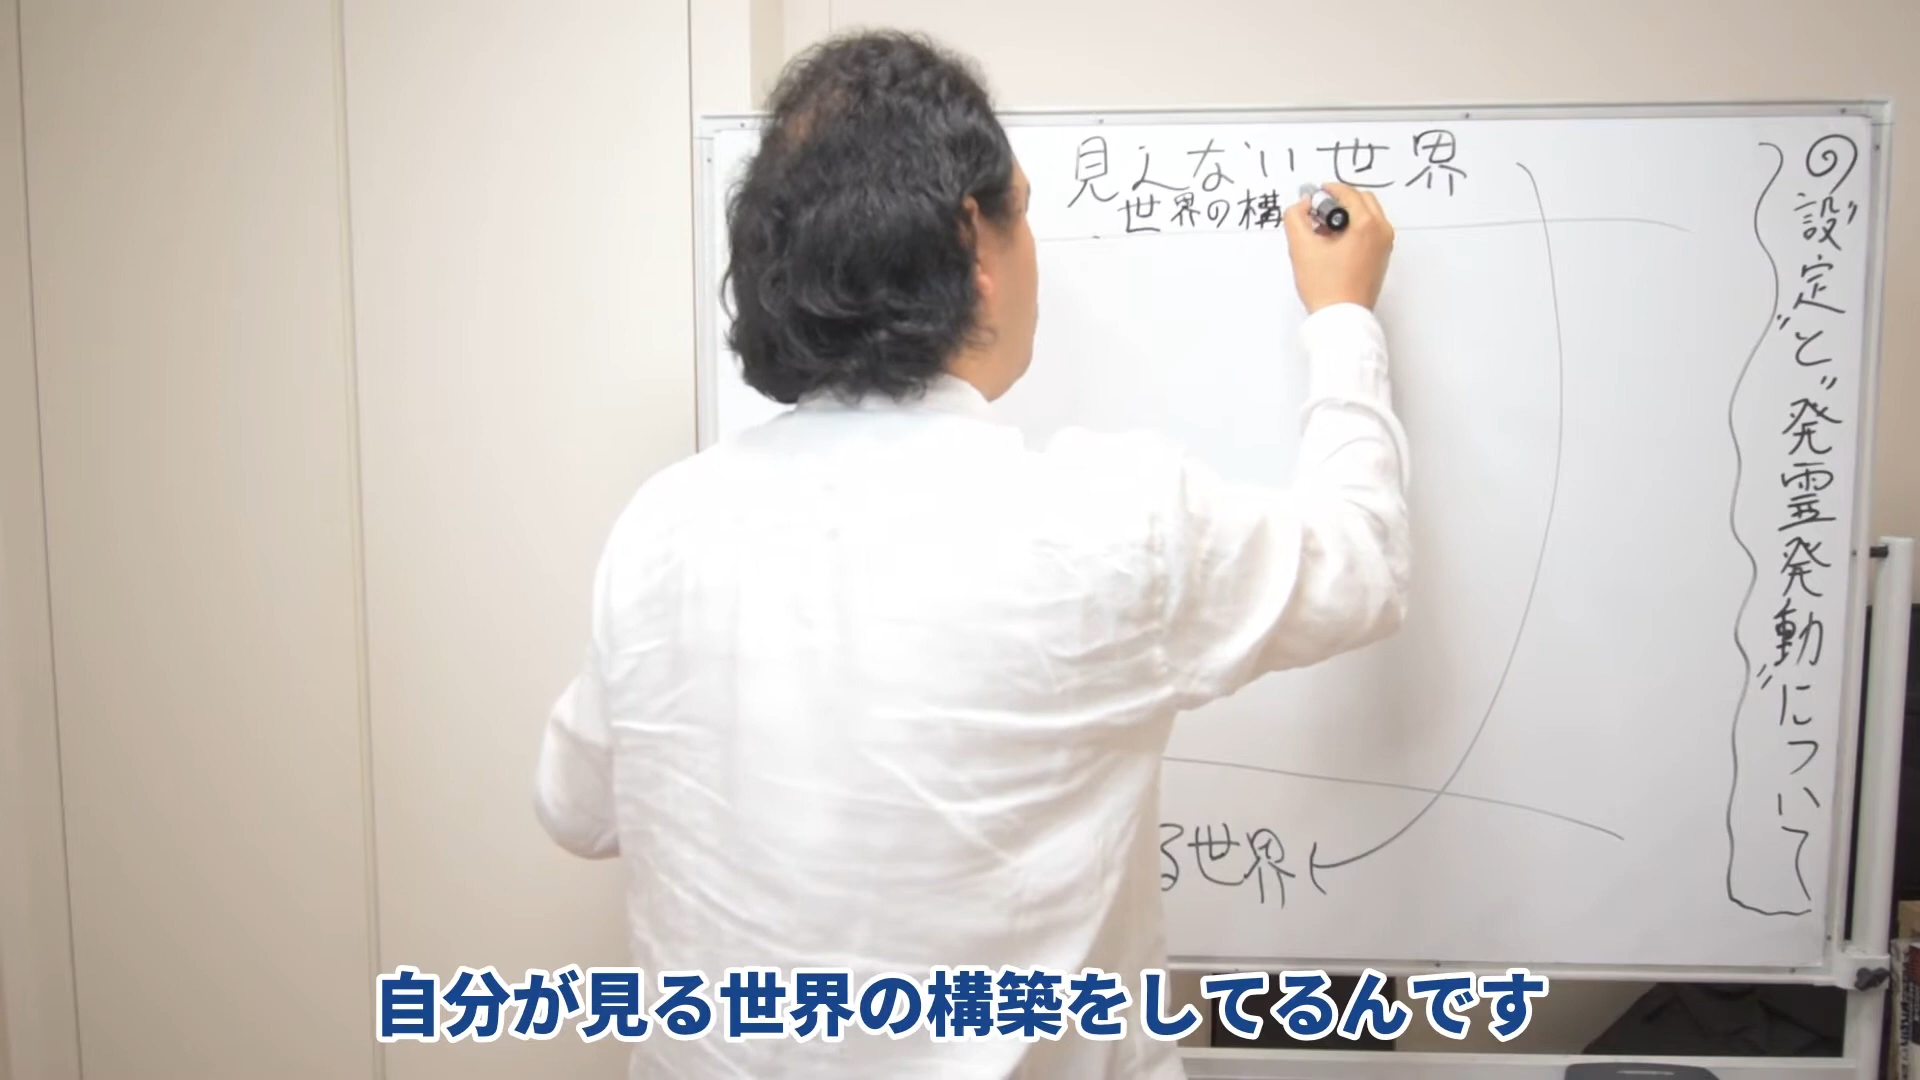 見えない世界
世界の構
の"設定"と"発霊発動"について
る世界
自分が見る世界の構築をしてるんです